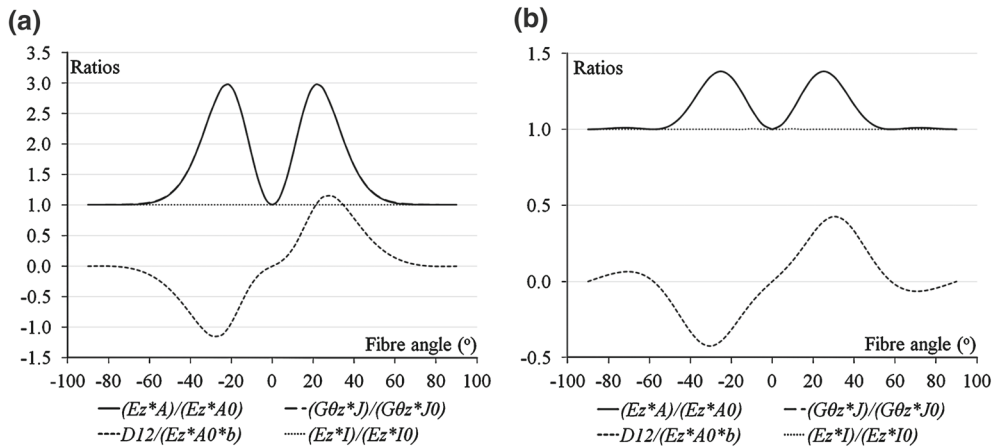 (a)
Ratios
3.5
3.0
2.5
2.0
1.5
1.0
0.5
0.0
-0.5
-1.0
-1.5
Fibre angle (º)
-100 -80 -60 -40 -20 0 20 40 60 80 100
(Ez*A)/(Ez*A0) (Gθz*J)/(Gθz*J0)
D12/(Ez*A0*b) (Ez*I)/(Ez*I0)
(b)
Ratios
1.5
1.0
0.5
0.0
-0.5
Fibre angle (º)
-100 -80 -60 -40 -20 0 20 40 60 80 100
(Ez*A)/(Ez*A0) (Gθz*J)/(Gθz*J0)
D12/(Ez*A0*b) (Ez*I)/(Ez*I0)